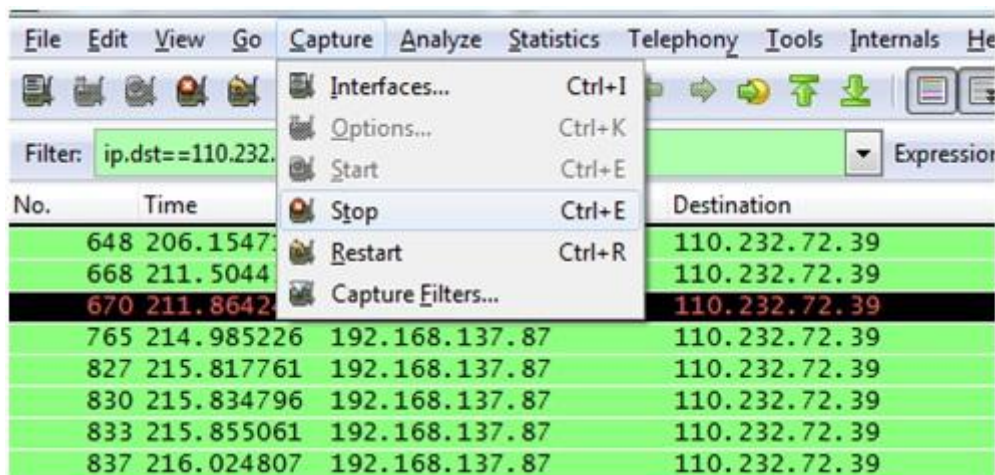 File Edit View Go Capture Analyze Statistics Telephony Tools Internals He
Interfaces... Ctrl+I
Options... Ctrl+K
Filter: ip.dst==110.232. Expression
Start Ctrl+E
No. Time Destination
Stop Ctrl+E
648 206.1547 110.232.72.39
Restart Ctrl+R
668 211.5044 110.232.72.39
Capture Filters...
670 211.8642 110.232.72.39
765 214.985226 192.168.137.87 110.232.72.39
827 215.817761 192.168.137.87 110.232.72.39
830 215.834796 192.168.137.87 110.232.72.39
833 215.855061 192.168.137.87 110.232.72.39
837 216.024807 192.168.137.87 110.232.72.39